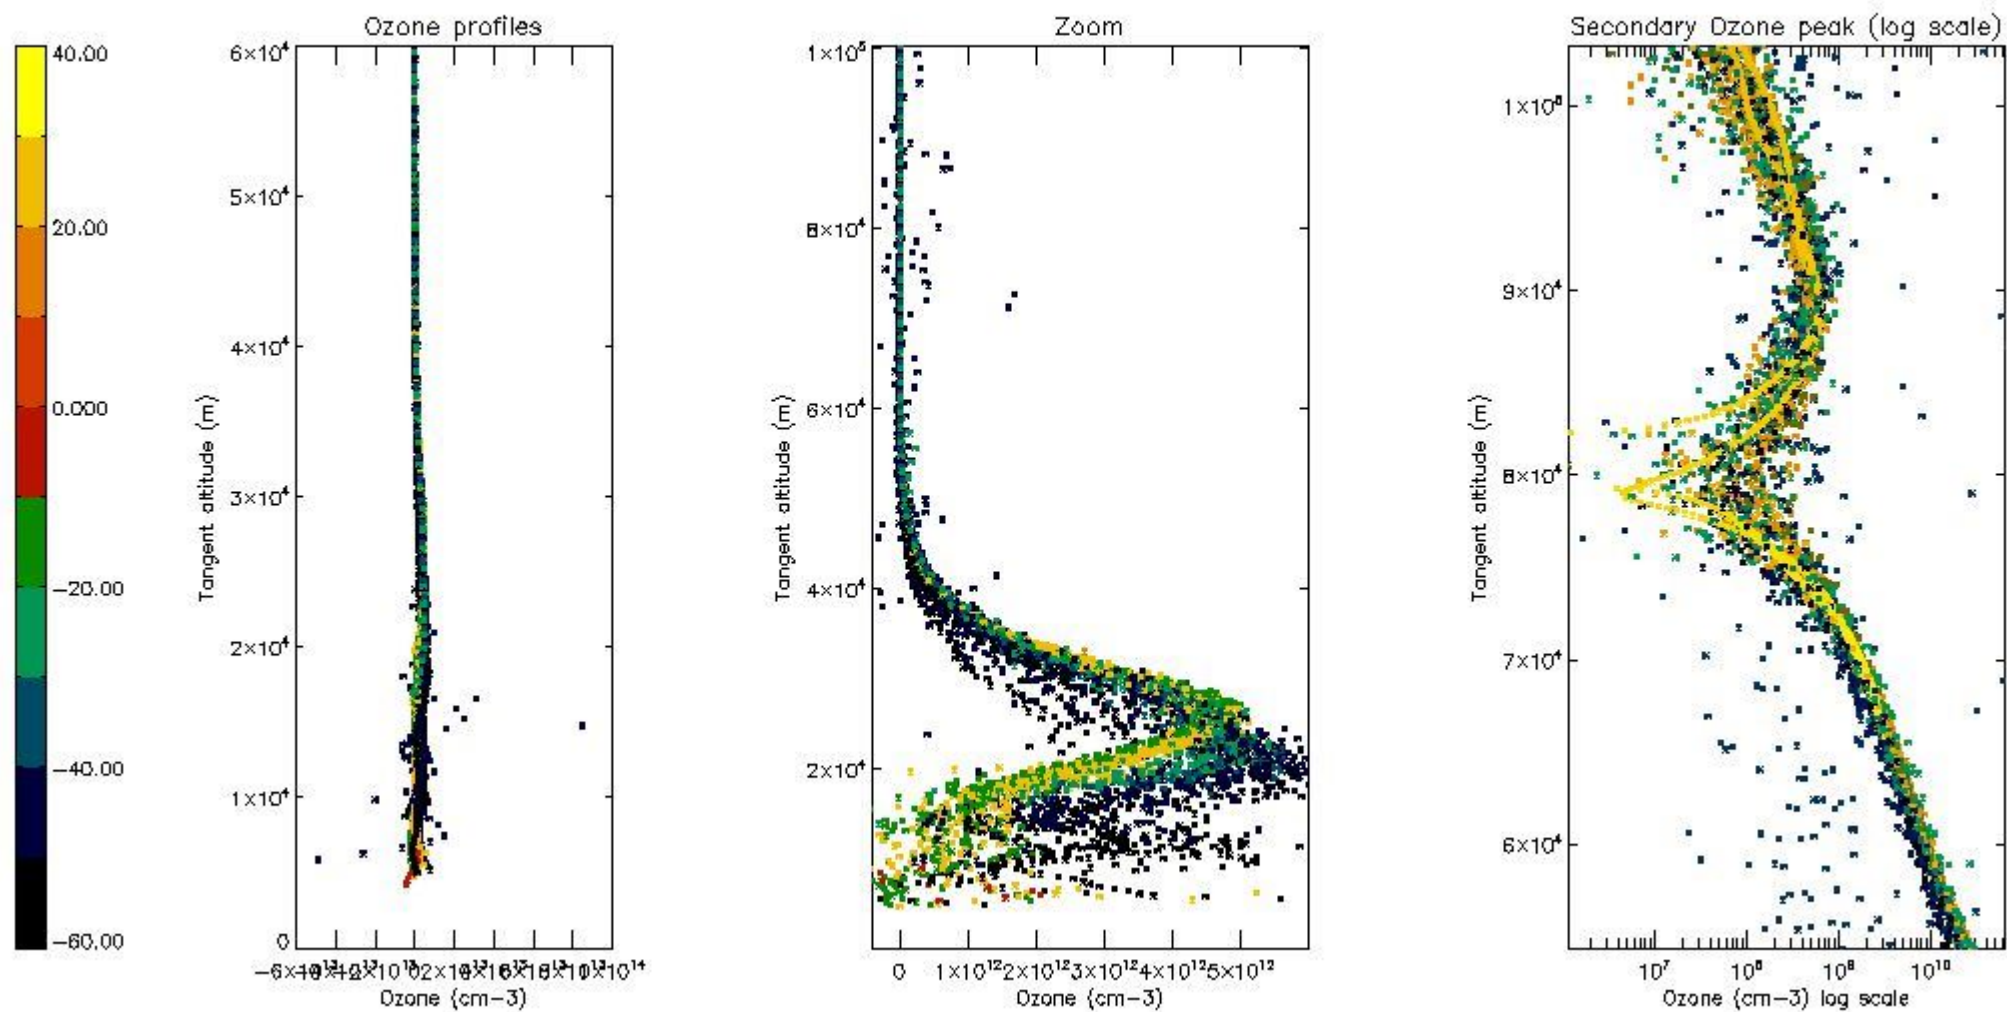 Ozone profiles
Zoom
Secondary Ozone peak (log scale)
40.00
20.00
0.000
−20.00
−40.00
−60.00
6×10⁴
5×10⁴
4×10⁴
3×10⁴
2×10⁴
1×10⁴
0
Tangent altitude (m)
Ozone (cm−3)
1×10⁵
8×10⁴
6×10⁴
4×10⁴
2×10⁴
Tangent altitude (m)
0 1×10¹² 2×10¹² 3×10¹² 4×10¹² 5×10¹²
Ozone (cm−3)
9×10⁴
8×10⁴
7×10⁴
6×10⁴
Tangent altitude (m)
10⁷ 10⁸ 10⁹ 10¹⁰
Ozone (cm−3) log scale